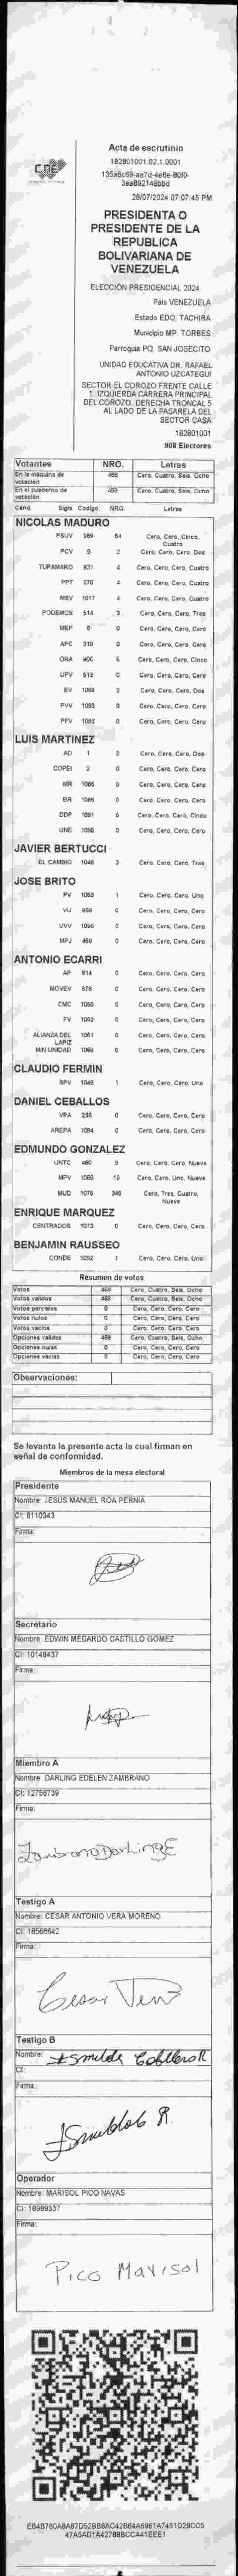 CNE
Acta de escrutinio
182801001.02.1.0001
28/07/2024 07:07:45 PM
PRESIDENTA O
PRESIDENTE DE LA
REPUBLICA
BOLIVARIANA DE
VENEZUELA
ELECCIÓN PRESIDENCIAL 2024
Pais VENEZUELA
Estado EDO. TACHIRA
Municipio MP. TORBES
Parroquia PQ. SAN JOSECITO
UNIDAD EDUCATIVA DR. RAFAEL
ANTONIO UZCATEGUI
SECTOR EL COROZO FRENTE CALLE
1. IZQUIERDA CARRERA PRINCIPAL
DEL COROZO. DERECHA TRONCAL 5
AL LADO DE LA PASARELA DEL
SECTOR CASA
182801001
908 Electores
Votantes NRO. Letras
En la máquina de votación 468 Cero, Cuatro, Seis, Ocho
En el cuaderno de votación 468 Cero, Cuatro, Seis, Ocho
Cand. Sigla Codigo NRO. Letras
NICOLAS MADURO
PSUV 269 54 Cero, Cero, Cinco,
Cuatro
PCV 9 2 Cero, Cero, Cero, Dos
TUPAMARO 931 4 Cero, Cero, Cero, Cuatro
PPT 276 4 Cero, Cero, Cero, Cuatro
MSV 1017 4 Cero, Cero, Cero, Cuatro
PODEMOS 514 3 Cero, Cero, Cero, Tres
MEP 6 0 Cero, Cero, Cero, Cero
APC 219 0 Cero, Cero, Cero, Cero
ORA 906 5 Cero, Cero, Cero, Cinco
UPV 513 0 Cero, Cero, Cero, Cero
EV 1089 2 Cero, Cero, Cero, Dos
PVV 1090 0 Cero, Cero, Cero, Cero
PFV 1093 0 Cero, Cero, Cero, Cero
LUIS MARTINEZ
AD 1 2 Cero, Cero, Cero, Dos
COPEI 2 0 Cero, Cero, Cero, Cero
MR 1065 0 Cero, Cero, Cero, Cero
BR 1066 0 Cero, Cero, Cero, Cero
DDP 1091 5 Cero, Cero, Cero, Cinco
UNE 1095 0 Cero, Cero, Cero, Cero
JAVIER BERTUCCI
EL CAMBIO 1048 3 Cero, Cero, Cero, Tres
JOSE BRITO
PV 1053 1 Cero, Cero, Cero, Uno
VU 868 0 Cero, Cero, Cero, Cero
UVV 1096 0 Cero, Cero, Cero, Cero
MPJ 458 0 Cero, Cero, Cero, Cero
ANTONIO ECARRI
AP 914 0 Cero, Cero, Cero, Cero
MOVEV 978 0 Cero, Cero, Cero, Cero
CMC 1050 0 Cero, Cero, Cero, Cero
FV 1052 0 Cero, Cero, Cero, Cero
ALIANZA DEL LAPIZ 1051 0 Cero, Cero, Cero, Cero
MIN UNIDAD 1068 0 Cero, Cero, Cero, Cero
CLAUDIO FERMIN
SPV 1049 1 Cero, Cero, Cero, Uno
DANIEL CEBALLOS
VPA 236 0 Cero, Cero, Cero, Cero
AREPA 1094 0 Cero, Cero, Cero, Cero
EDMUNDO GONZALEZ
UNTC 480 9 Cero, Cero, Cero, Nueve
MPV 1069 19 Cero, Cero, Uno, Nueve
MUD 1078 349 Cero, Tres, Cuatro,
Nueve
ENRIQUE MARQUEZ
CENTRADOS 1073 0 Cero, Cero, Cero, Cero
BENJAMIN RAUSSEO
CONDE 1092 1 Cero, Cero, Cero, Uno
Resumen de votos
Votos 468 Cero, Cuatro, Seis, Ocho
Votos validos 468 Cero, Cuatro, Seis, Ocho
Votos parciales 0 Cero, Cero, Cero, Cero
Votos nulos 0 Cero, Cero, Cero, Cero
Votos vacios 0 Cero, Cero, Cero, Cero
Opciones validas 468 Cero, Cuatro, Seis, Ocho
Opciones nulas 0 Cero, Cero, Cero, Cero
Opciones vacias 0 Cero, Cero, Cero, Cero
Observaciones:
Se levanta la presente acta la cual firman en
señal de conformidad.
Miembros de la mesa electoral
Presidente
Nombre: JESUS MANUEL ROA PERNIA
CI: 8110343
Firma:
Secretario
Nombre: EDWIN MEDARDO CASTILLO GOMEZ
CI: 10148437
Firma:
Miembro A
Nombre: DARLING EDELEN ZAMBRANO
CI: 12756739
Firma:
Zambrano Darling E
Testigo A
Nombre: CESAR ANTONIO VERA MORENO
CI: 18566642
Firma:
Cesar Vera
Testigo B
Nombre: Ismilda Caballero R
CI:
Firma:
Operador
Nombre: MARISOL PICO NAVAS
CI: 18989337
Firma:
Pico Marisol